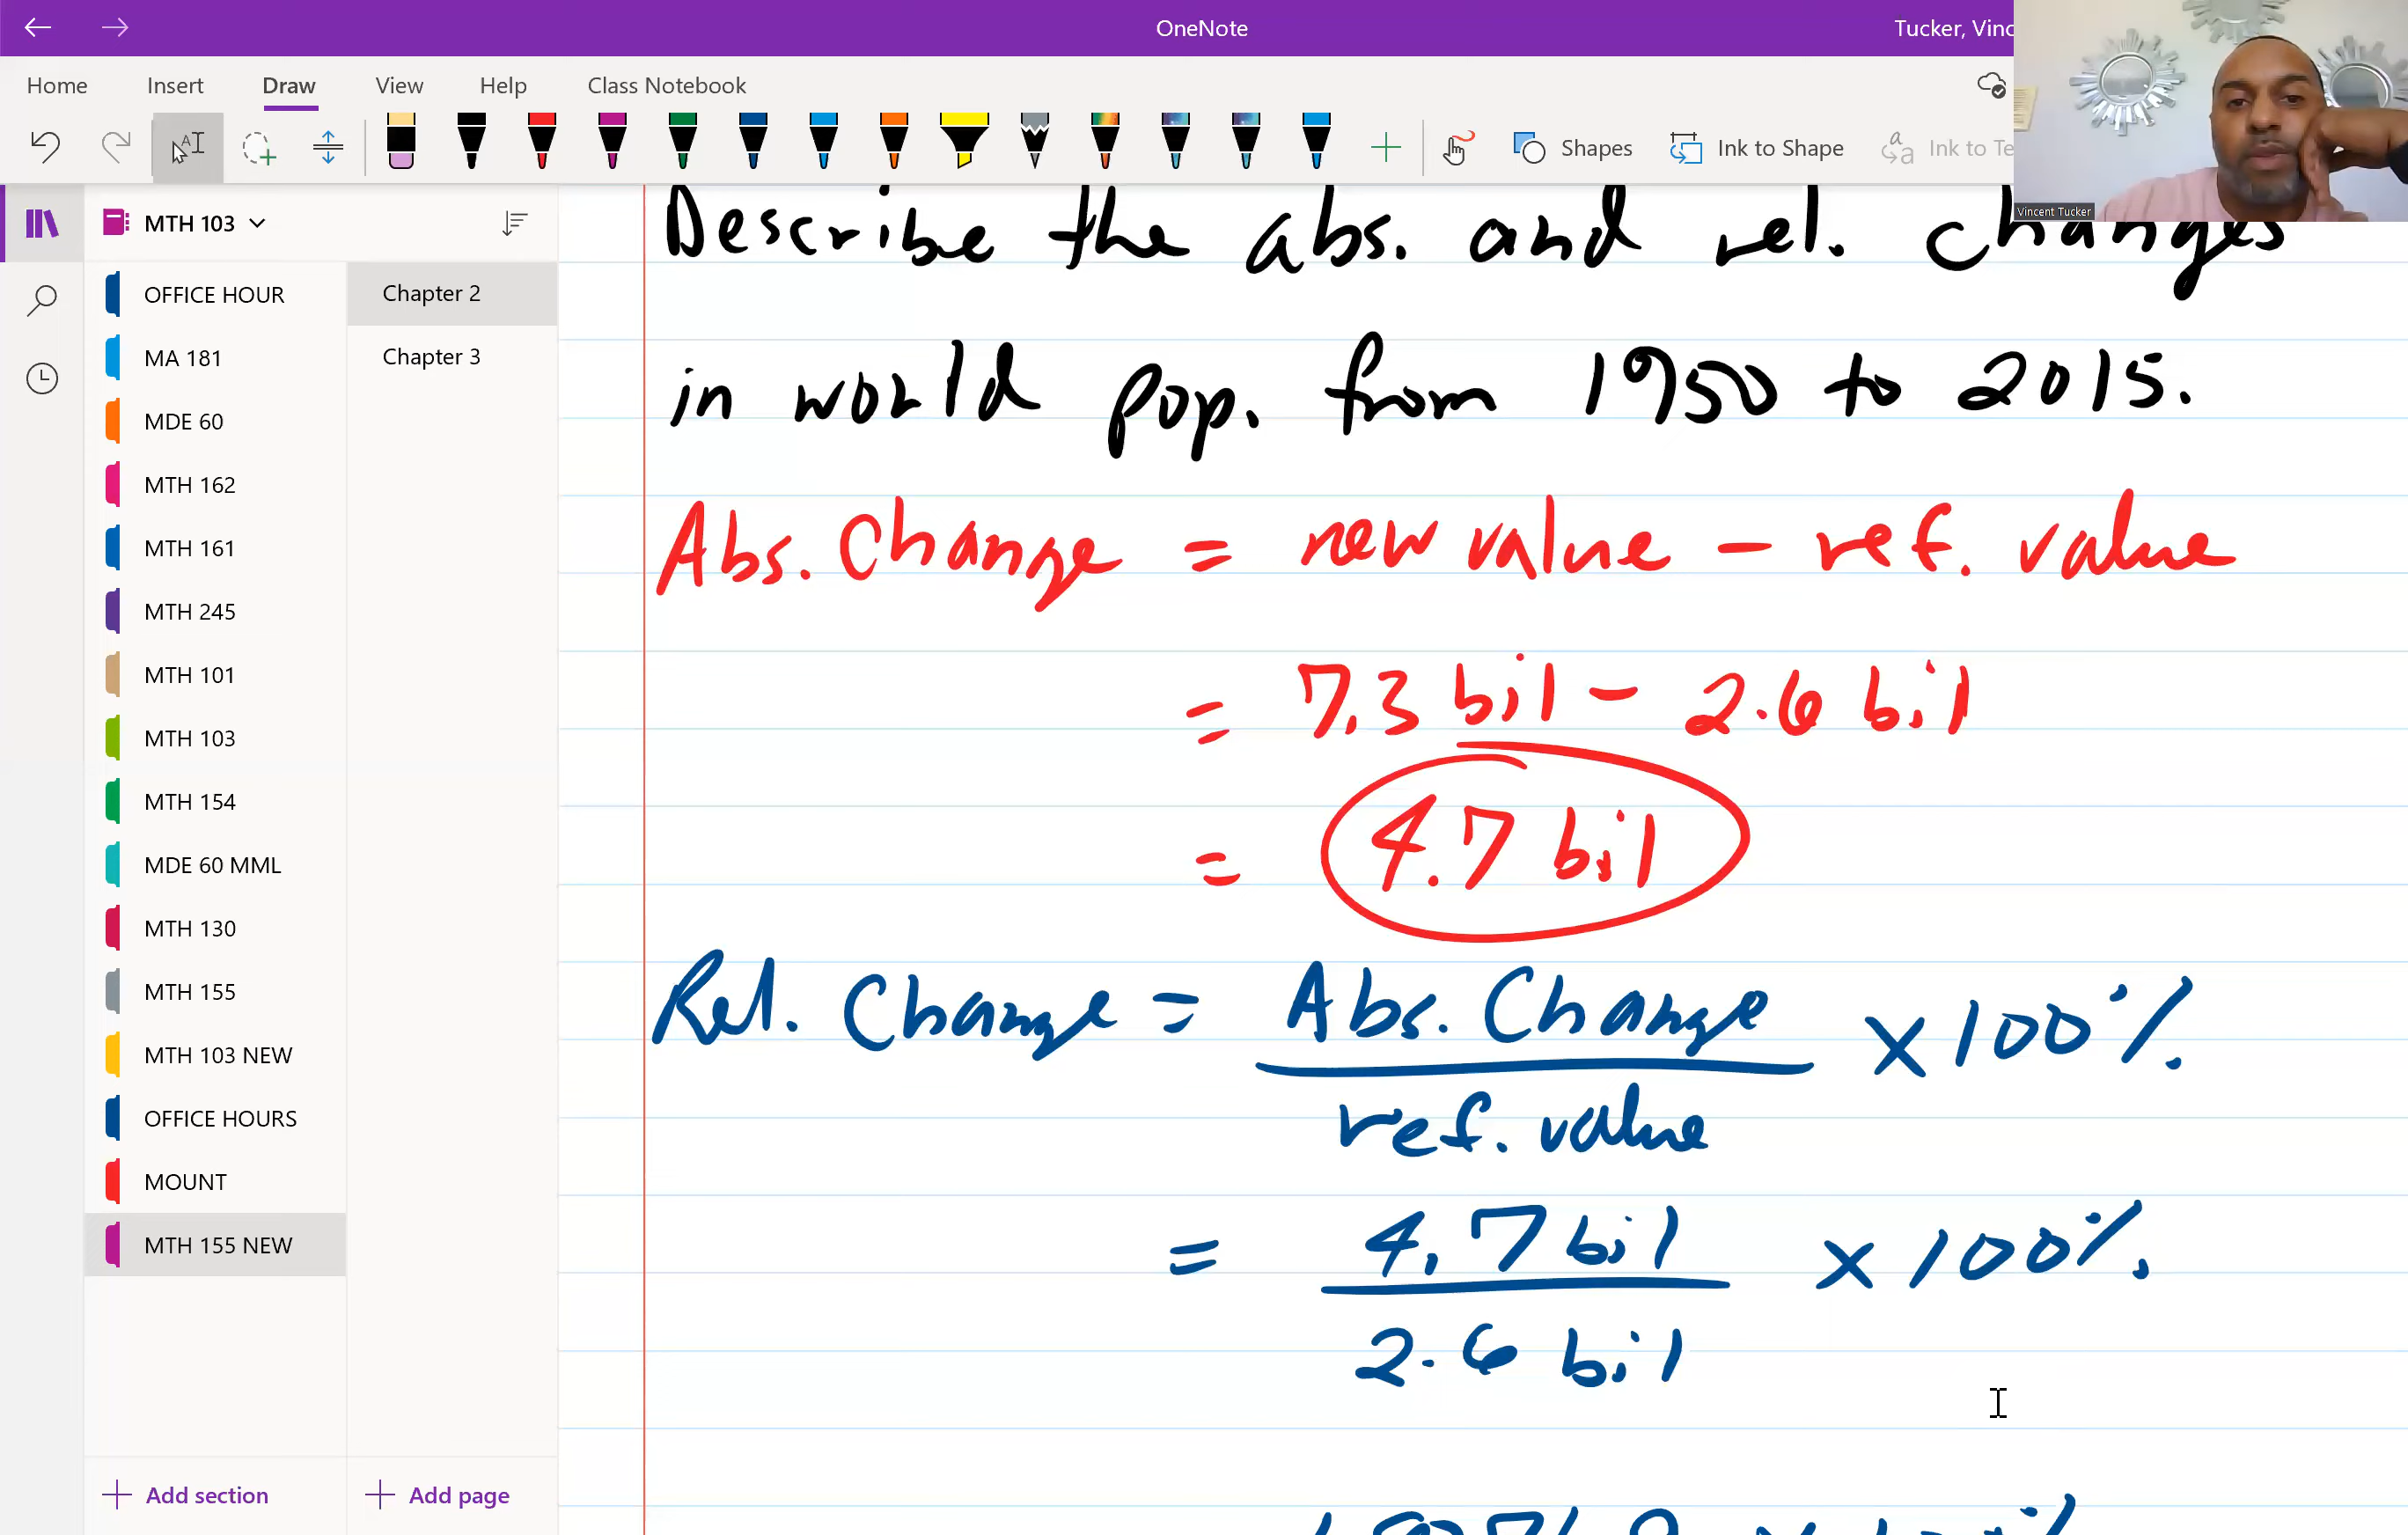 OneNote
Tucker, Vinc
Home Insert Draw View Help Class Notebook
Shapes Ink to Shape Ink to Te
Vincent Tucker
MTH 103
OFFICE HOUR
MA 181
MDE 60
MTH 162
MTH 161
MTH 245
MTH 101
MTH 103
MTH 154
MDE 60 MML
MTH 130
MTH 155
MTH 103 NEW
OFFICE HOURS
MOUNT
MTH 155 NEW
Add section
Chapter 2
Chapter 3
Add page
Describe the abs. and rel. changes
in world pop. from 1950 to 2015.
Abs. Change = new value - ref. value
= 7.3 bil - 2.6 bil
= 4.7 bil
Rel. Change = Abs. Change × 100%
ref. value
= 4.7 bil × 100%
2.6 bil